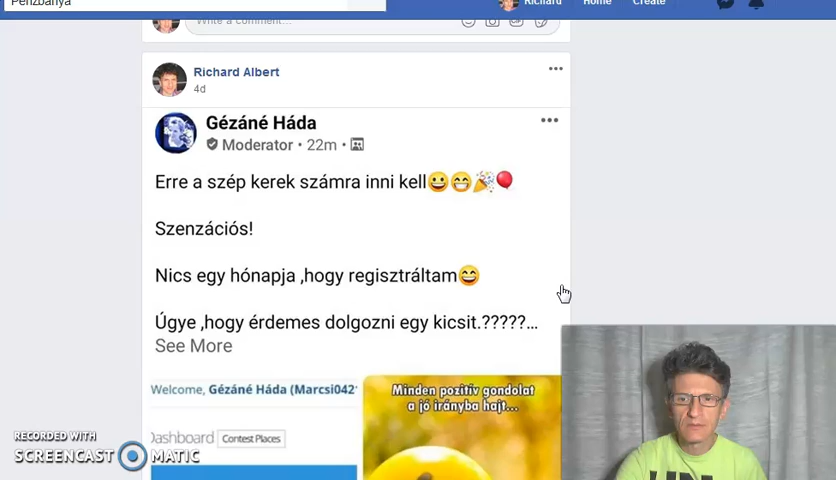 Pénzbánya
Richard
Home
Create
Write a comment...
Richard Albert
4d
Gézáné Háda
Moderator • 22m •
Erre a szép kerek számra inni kell
Szenzációs!
Nics egy hónapja ,hogy regisztráltam
Úgye ,hogy érdemes dolgozni egy kicsit.?????...
See More
Welcome, Gézáné Háda (Marcsi042
Dashboard
Contest Places
Minden pozitív gondolat
a jó irányba hajt...
RECORDED WITH
SCREENCAST MATIC